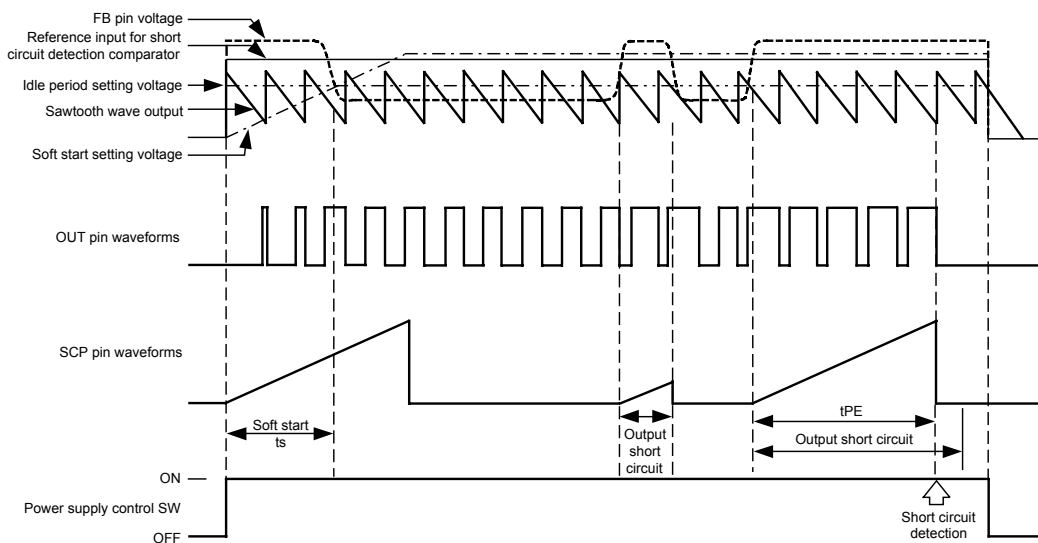 FB pin voltage
Reference input for short
circuit detection comparator
Idle period setting voltage
Sawtooth wave output
Soft start setting voltage
OUT pin waveforms
SCP pin waveforms
Soft start
ts
Output
short
circuit
tPE
Output short circuit
ON
Power supply control SW
OFF
Short circuit
detection